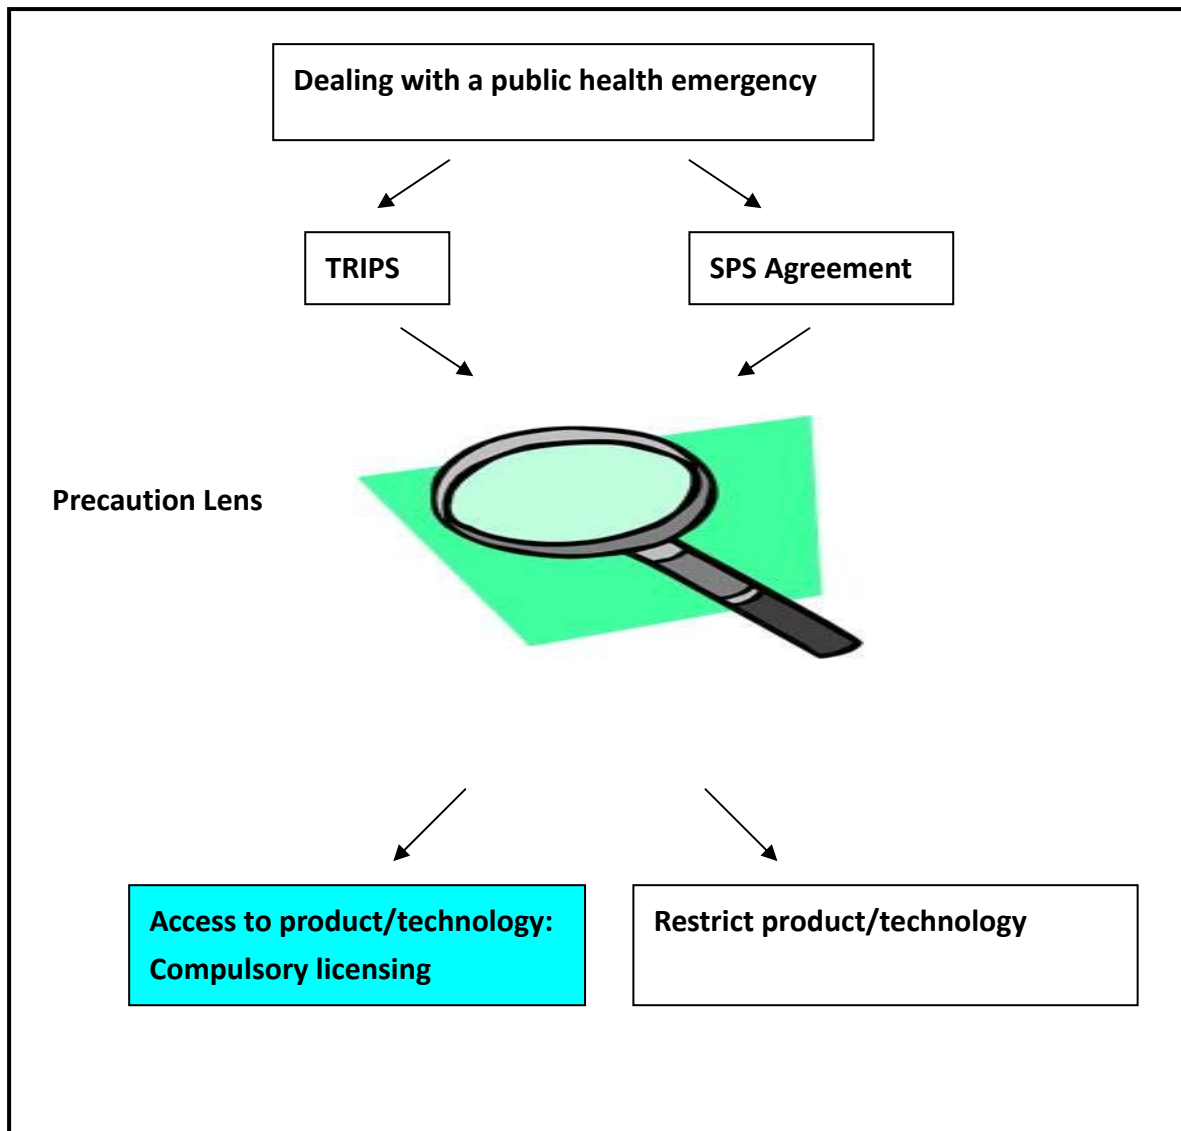 Dealing with a public health emergency
TRIPS
SPS Agreement
Precaution Lens
Access to product/technology:
Compulsory licensing
Restrict product/technology